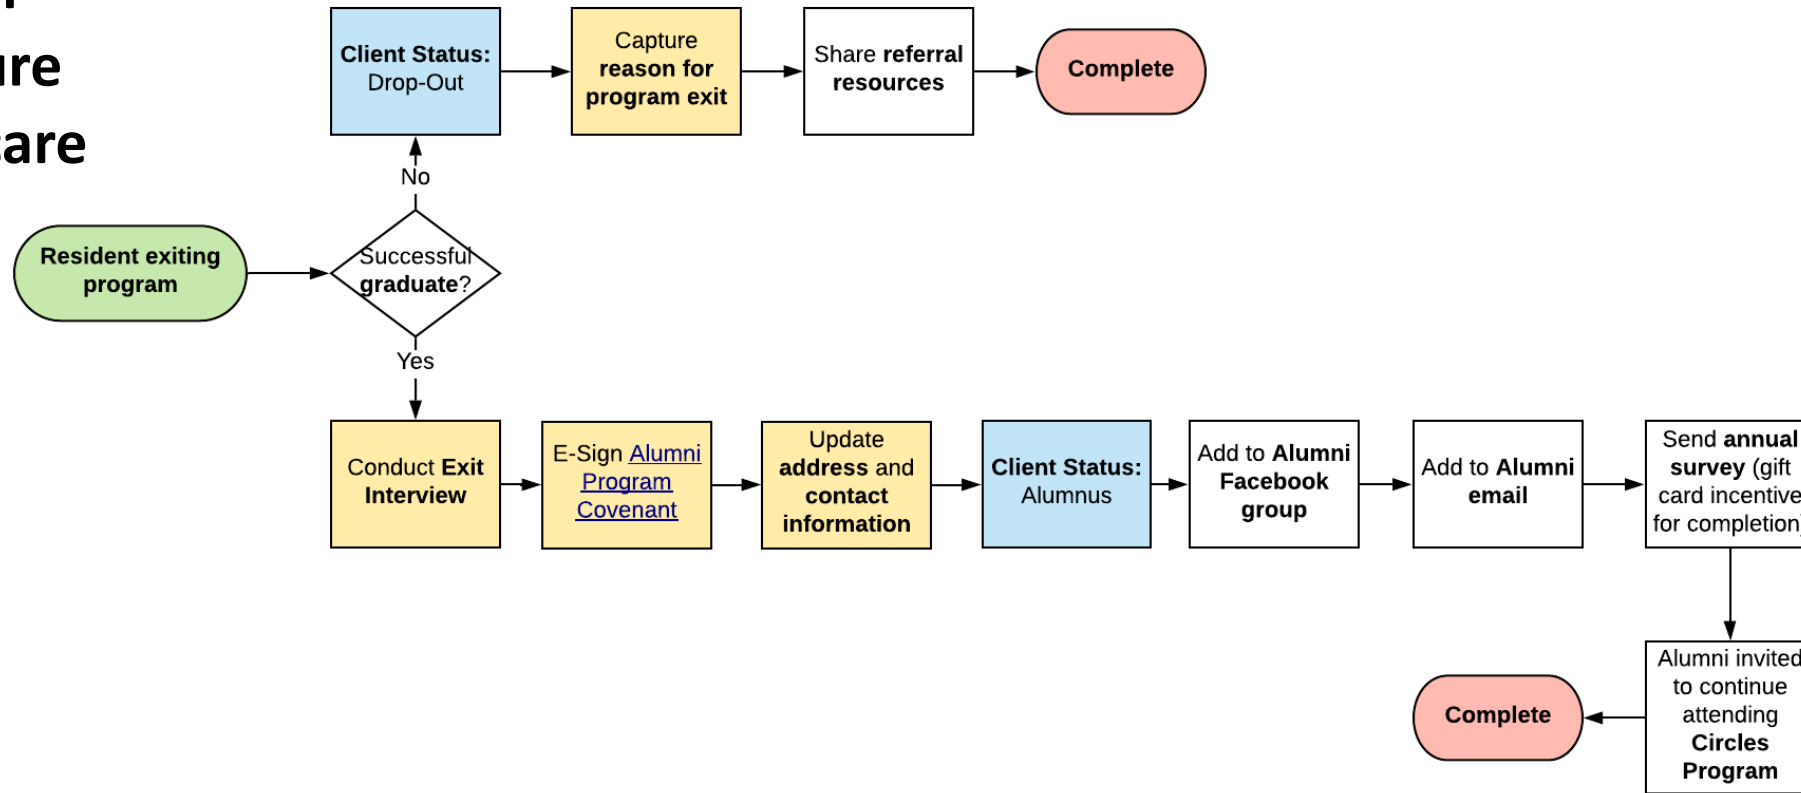 ure
care
Client Status:
Drop-Out
Capture
reason for
program exit
Share referral
resources
Complete
No
Resident exiting
program
Successful
graduate?
Yes
Conduct Exit
Interview
E-Sign Alumni
Program
Covenant
Update
address and
contact
information
Client Status:
Alumnus
Add to Alumni
Facebook
group
Add to Alumni
email
Send annual
survey (gift
card incentive
for completion)
Alumni invited
to continue
attending
Circles
Program
Complete